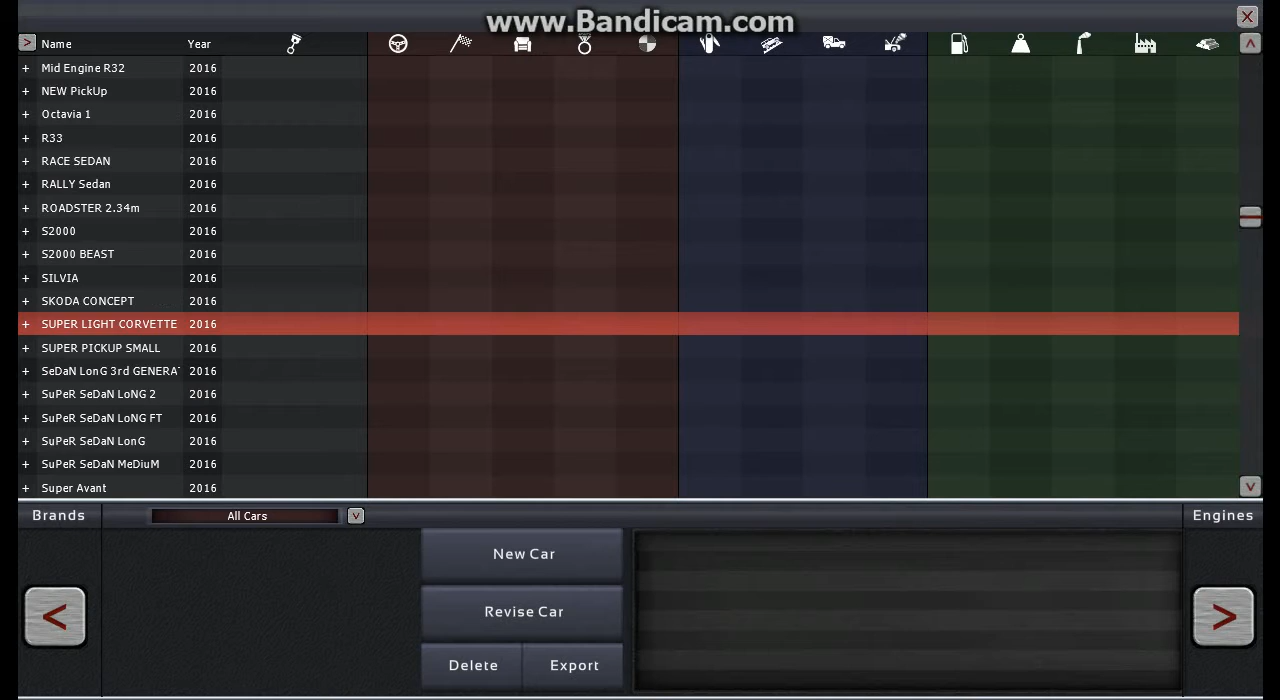 www.Bandicam.com
X
> Name Year
+ Mid Engine R32 2016
+ NEW PickUp 2016
+ Octavia 1 2016
+ R33 2016
+ RACE SEDAN 2016
+ RALLY Sedan 2016
+ ROADSTER 2.34m 2016
+ S2000 2016
+ S2000 BEAST 2016
+ SILVIA 2016
+ SKODA CONCEPT 2016
+ SUPER LIGHT CORVETTE 2016
+ SUPER PICKUP SMALL 2016
+ SeDaN LonG 3rd GENERA 2016
+ SuPeR SeDaN LoNG 2 2016
+ SuPeR SeDaN LoNG FT 2016
+ SuPeR SeDaN LonG 2016
+ SuPeR SeDaN MeDiuM 2016
+ Super Avant 2016
Brands All Cars Engines
New Car
Revise Car
< >
Delete Export